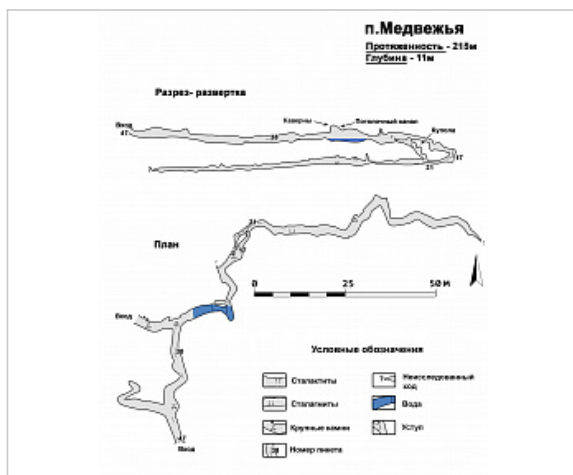 п.Медвежья
Протяженность - 215м
Глубина - 11м
Разрез- развертка
Каверны
Потолочный канал
Вход
Купола
План
0 25 50 м
Вход
Вход
Условные обозначения
Сталактиты
Сталагмиты
Крупные камни
Номер пикета
Неисследованный
ход
Вода
Уступ